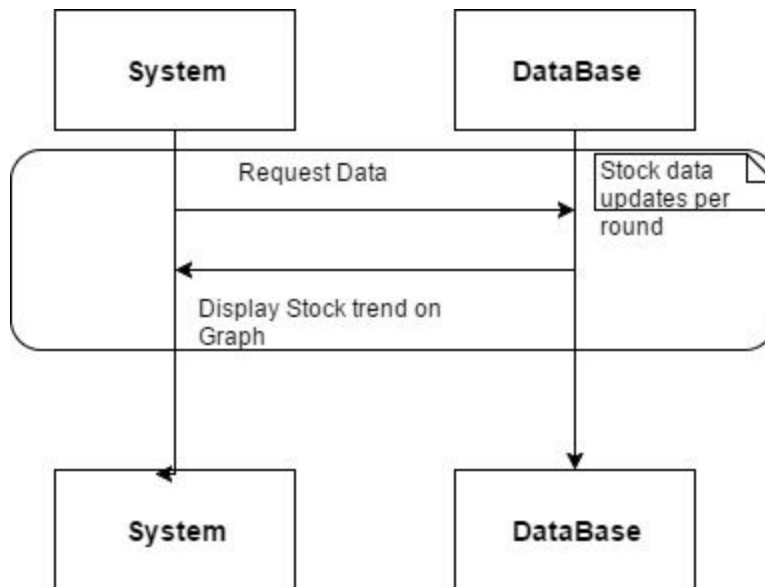 System
DataBase
Request Data
Stock data
updates per
round
Display Stock trend on
Graph
System
DataBase